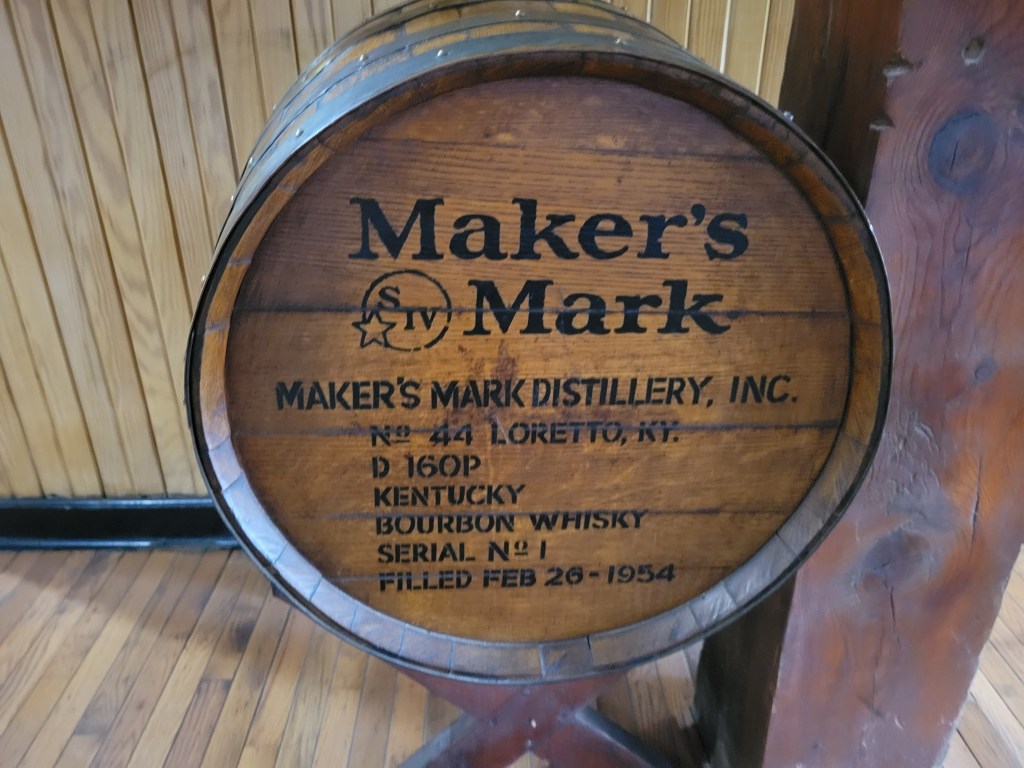 Maker's
S IV Mark
MAKER'S MARK DISTILLERY, INC.
Nº 44 LORETTO, KY.
D 160P
KENTUCKY
BOURBON WHISKY
SERIAL Nº 1
FILLED FEB 26-1954